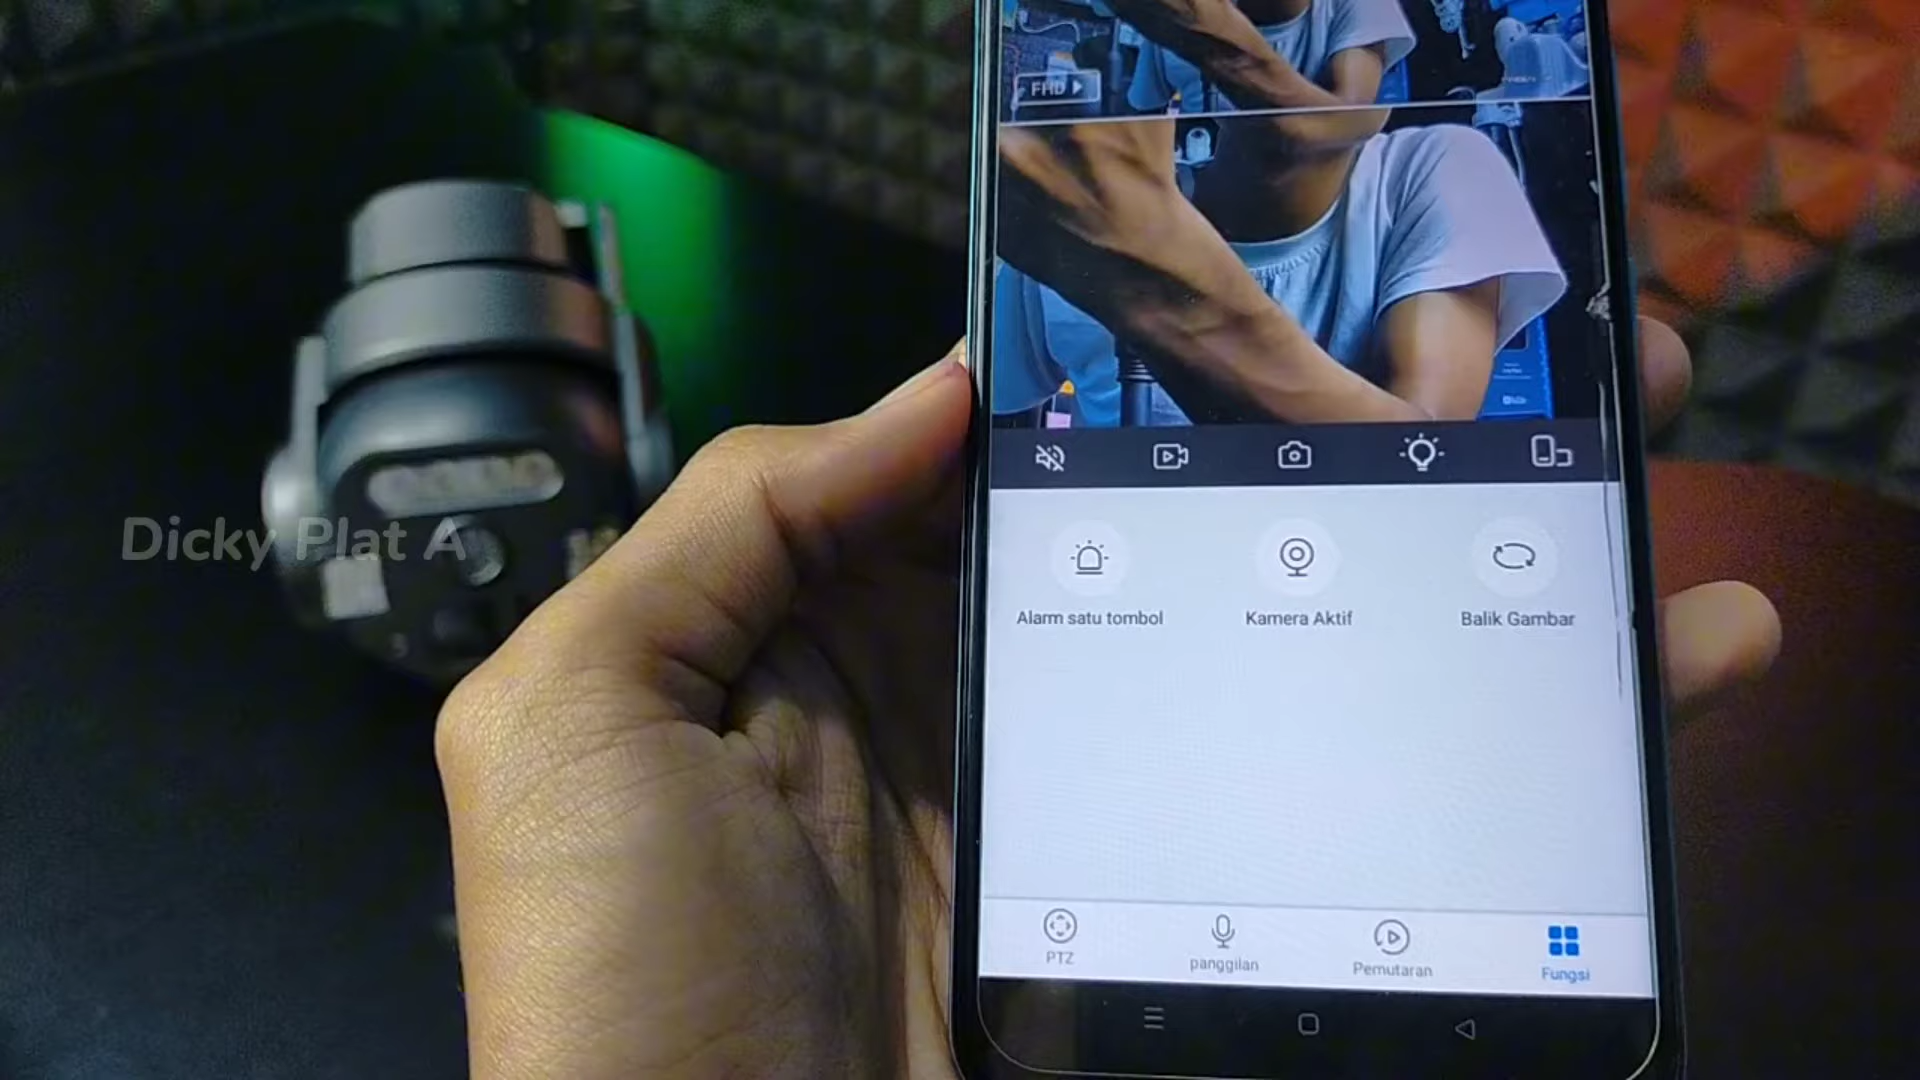 FHD
Dicky Plat A
Alarm satu tombol
Kamera Aktif
Balik Gambar
PTZ
panggilan
Pemutaran
Fungsi